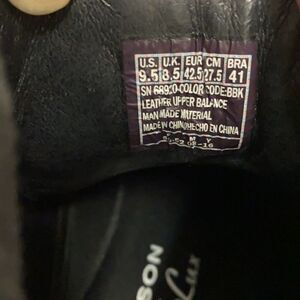 U.S. U.K. EUR CM BRA
9.5 8.5 42.5 27.5 41
SN 68920-COLOR CODE-BBK
LEATHER UPPER BALANCE
MAN MADE MATERIAL
MADE IN CHINA/HECHO EN CHINA
M Y
SON
Lux